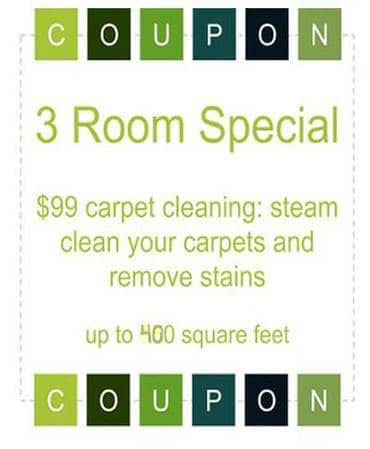 COUPON
3 Room Special
$99 carpet cleaning: steam
clean your carpets and
remove stains
up to 400 square feet
COUPON